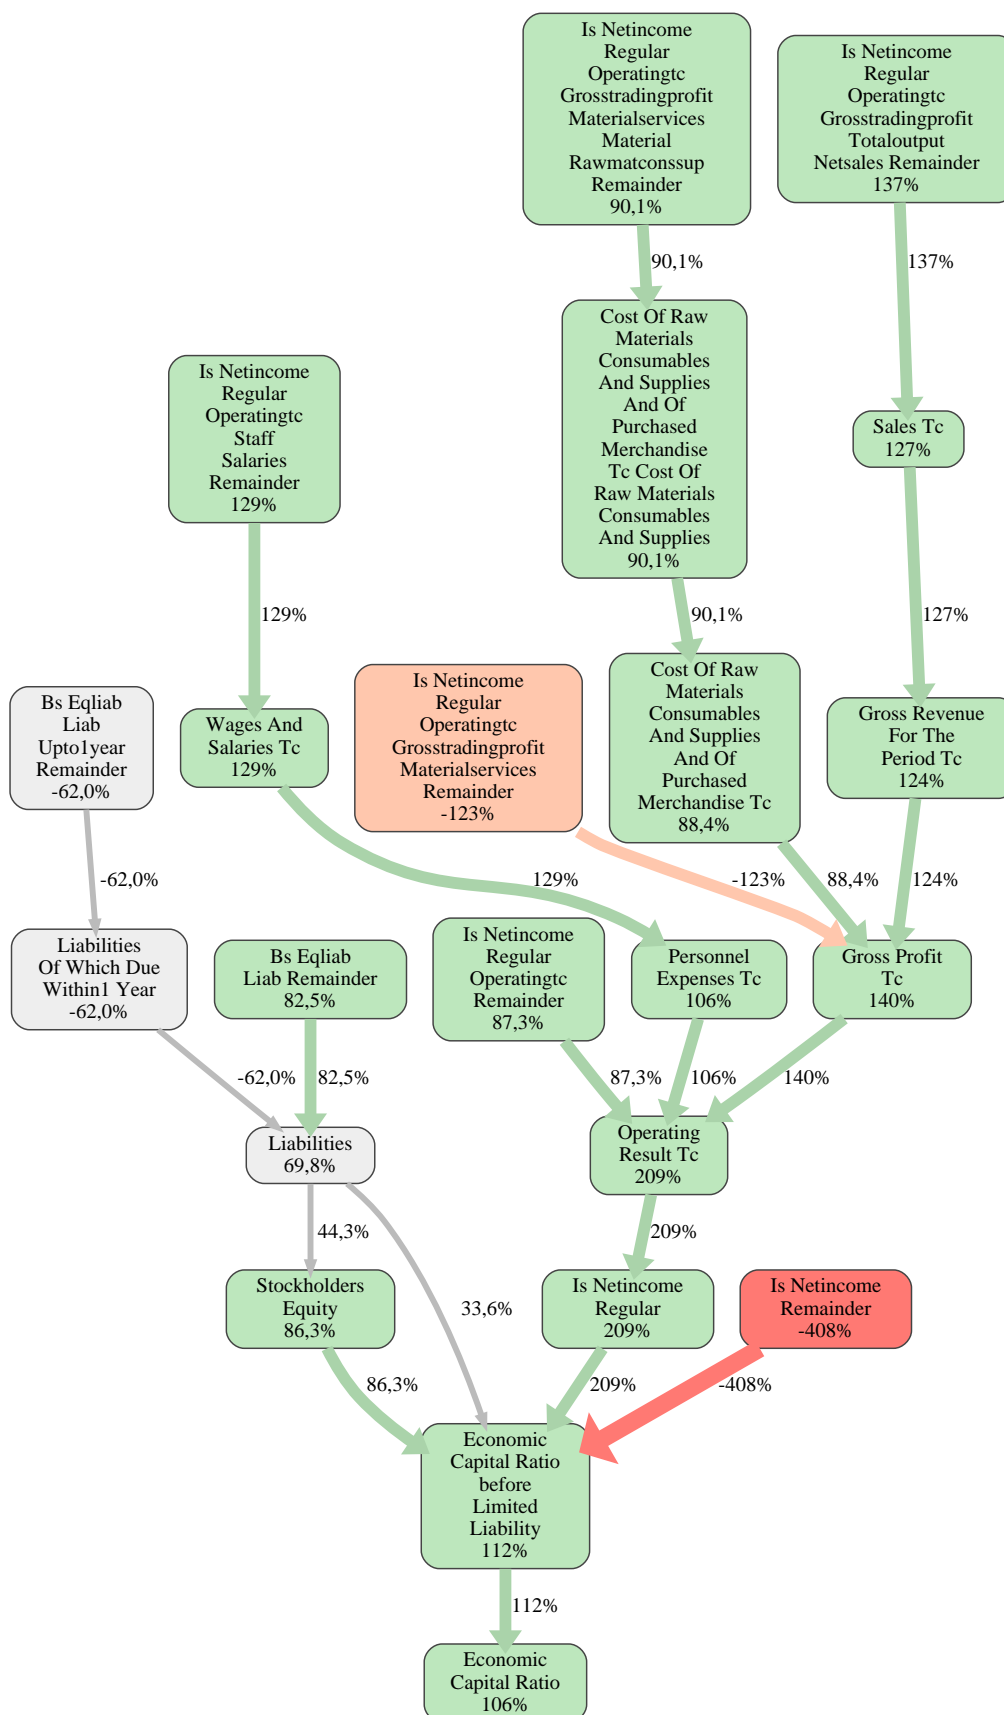 Is Netincome
Regular
Operatingtc
Grosstradingprofit
Materialservices
Material
Rawmatconssup
Remainder
90,1%
Is Netincome
Regular
Operatingtc
Grosstradingprofit
Totaloutput
Netsales Remainder
137%
90,1%
137%
Cost Of Raw
Materials
Consumables
And Supplies
And Of
Purchased
Merchandise
Tc Cost Of
Raw Materials
Consumables
And Supplies
90,1%
Is Netincome
Regular
Operatingtc
Staff
Salaries
Remainder
129%
Sales Tc
127%
129%
90,1%
127%
Bs Eqliab
Liab
Upto1year
Remainder
-62,0%
Wages And
Salaries Tc
129%
Is Netincome
Regular
Operatingtc
Grosstradingprofit
Materialservices
Remainder
-123%
Cost Of Raw
Materials
Consumables
And Supplies
And Of
Purchased
Merchandise Tc
88,4%
Gross Revenue
For The
Period Tc
124%
-62,0%
129%
-123%
88,4%
124%
Liabilities
Of Which Due
Within1 Year
-62,0%
Bs Eqliab
Liab Remainder
82,5%
Is Netincome
Regular
Operatingtc
Remainder
87,3%
Personnel
Expenses Tc
106%
Gross Profit
Tc
140%
-62,0%
82,5%
87,3%
106%
140%
Liabilities
69,8%
Operating
Result Tc
209%
44,3%
209%
Stockholders
Equity
86,3%
33,6%
Is Netincome
Regular
209%
Is Netincome
Remainder
-408%
86,3%
209%
-408%
Economic
Capital Ratio
before
Limited
Liability
112%
112%
Economic
Capital Ratio
106%